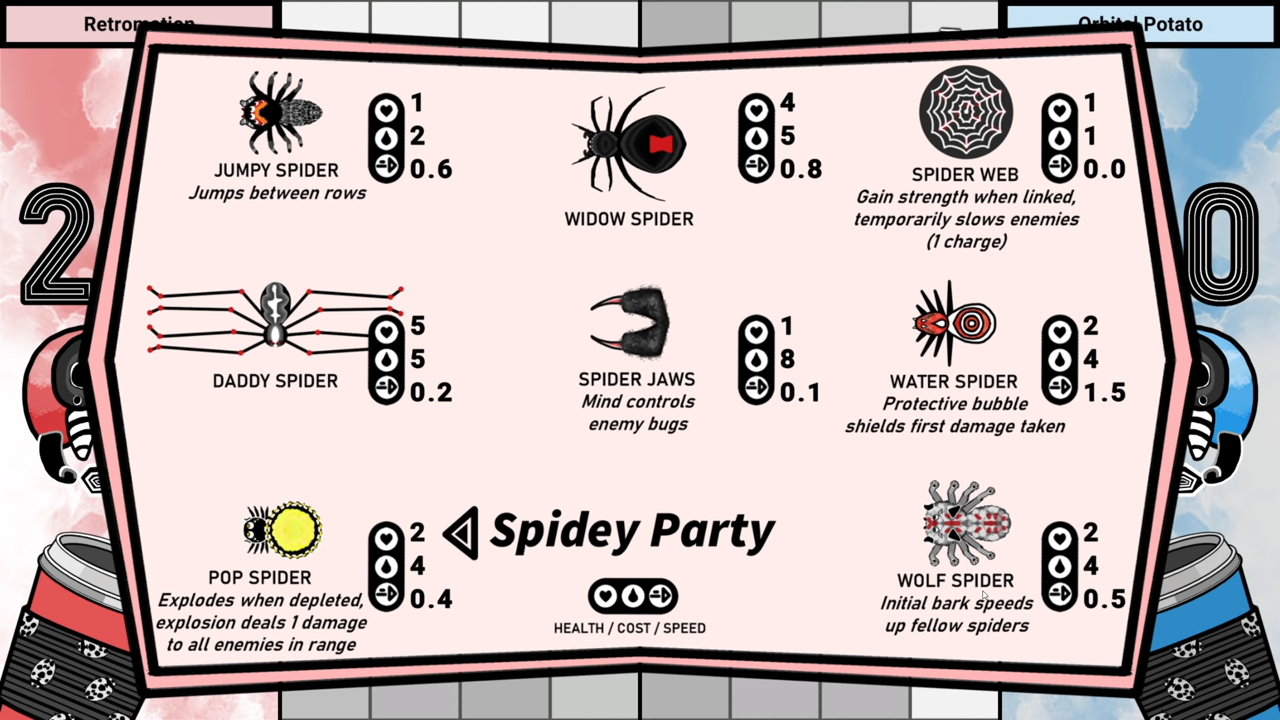 Retromotion
Orbital Potato
2
0
JUMPY SPIDER
Jumps between rows
1
2
0.6
WIDOW SPIDER
4
5
0.8
SPIDER WEB
Gain strength when linked,
temporarily slows enemies
(1 charge)
1
1
0.0
DADDY SPIDER
5
5
0.2
SPIDER JAWS
Mind controls
enemy bugs
1
8
0.1
WATER SPIDER
Protective bubble
shields first damage taken
2
4
1.5
POP SPIDER
Explodes when depleted,
explosion deals 1 damage
to all enemies in range
2
4
0.4
Spidey Party
HEALTH / COST / SPEED
WOLF SPIDER
Initial bark speeds
up fellow spiders
2
4
0.5